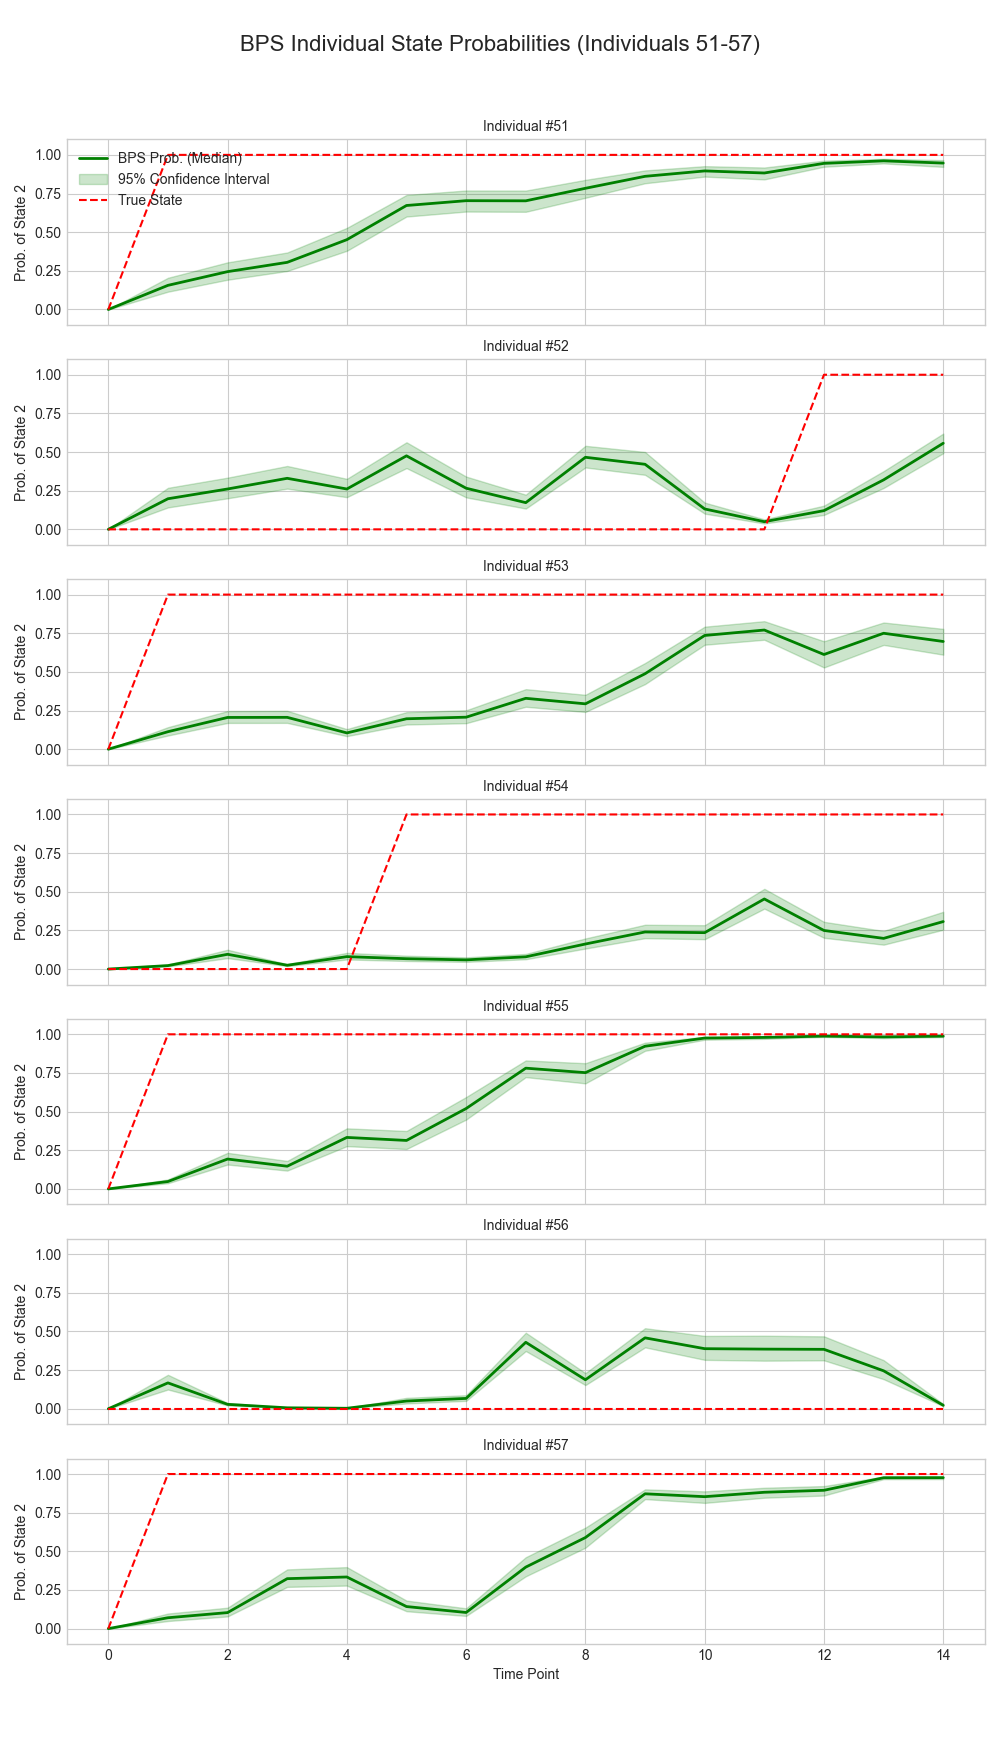 BPS Individual State Probabilities (Individuals 51-57)
Individual #51
Prob. of State 2
1.00
0.75
0.50
0.25
0.00
BPS Prob. (Median)
95% Confidence Interval
True State
Individual #52
Prob. of State 2
1.00
0.75
0.50
0.25
0.00
Individual #53
Prob. of State 2
1.00
0.75
0.50
0.25
0.00
Individual #54
Prob. of State 2
1.00
0.75
0.50
0.25
0.00
Individual #55
Prob. of State 2
1.00
0.75
0.50
0.25
0.00
Individual #56
Prob. of State 2
1.00
0.75
0.50
0.25
0.00
Individual #57
Prob. of State 2
1.00
0.75
0.50
0.25
0.00
0 2 4 6 8 10 12 14
Time Point